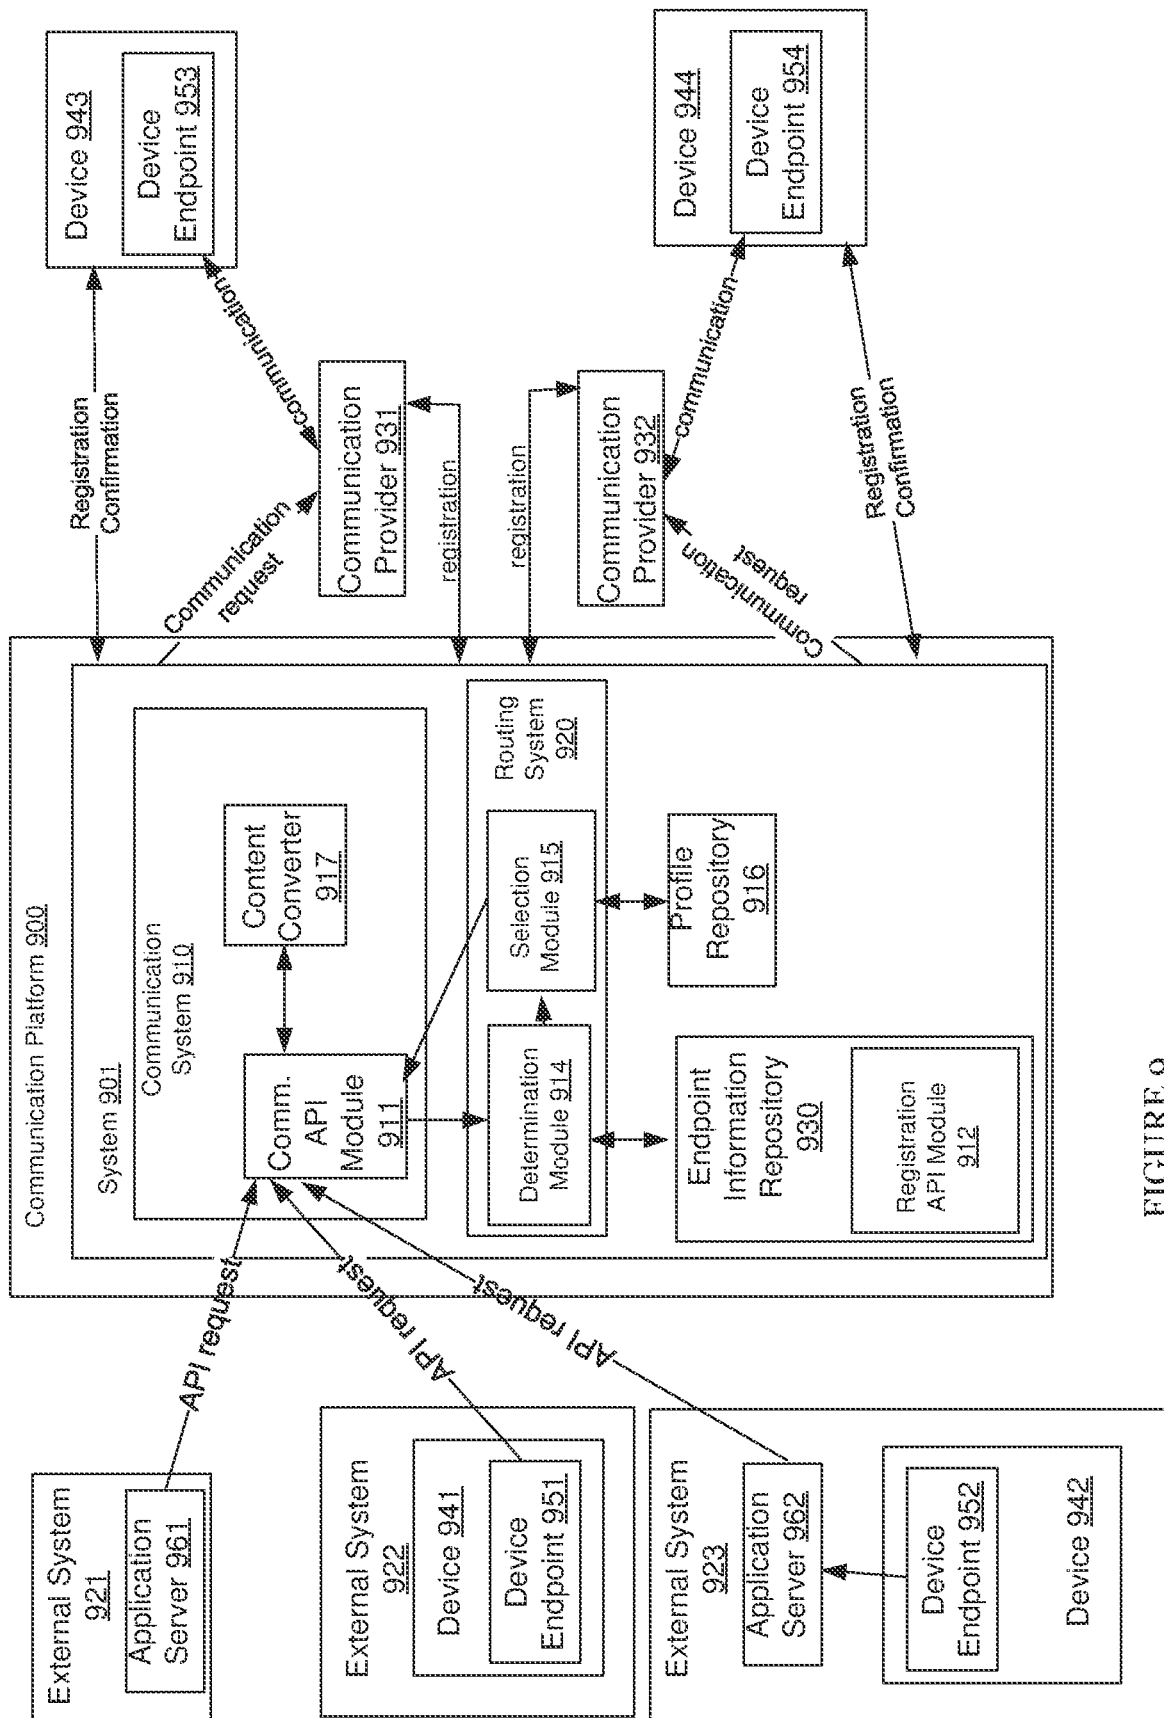 External System
921
Application
Server 961
External System
922
Device 941
Device
Endpoint 951
External System
923
Application
Server 962
Device
Endpoint 952
Device 942
API request
API request
API request
Communication Platform 900
System 901
Communication
System 910
Comm.
API
Module
911
Content
Converter
917
Routing
System
920
Determination
Module 914
Selection
Module 915
Endpoint
Information
Repository
930
Registration
API Module
912
Profile
Repository
916
Registration
Confirmation
Communication
request
Communication
Provider 931
registration
registration
Communication
Provider 932
Communication
request
Registration
Confirmation
communication
communication
Device 943
Device
Endpoint 953
Device 944
Device
Endpoint 954
FIGURE 9